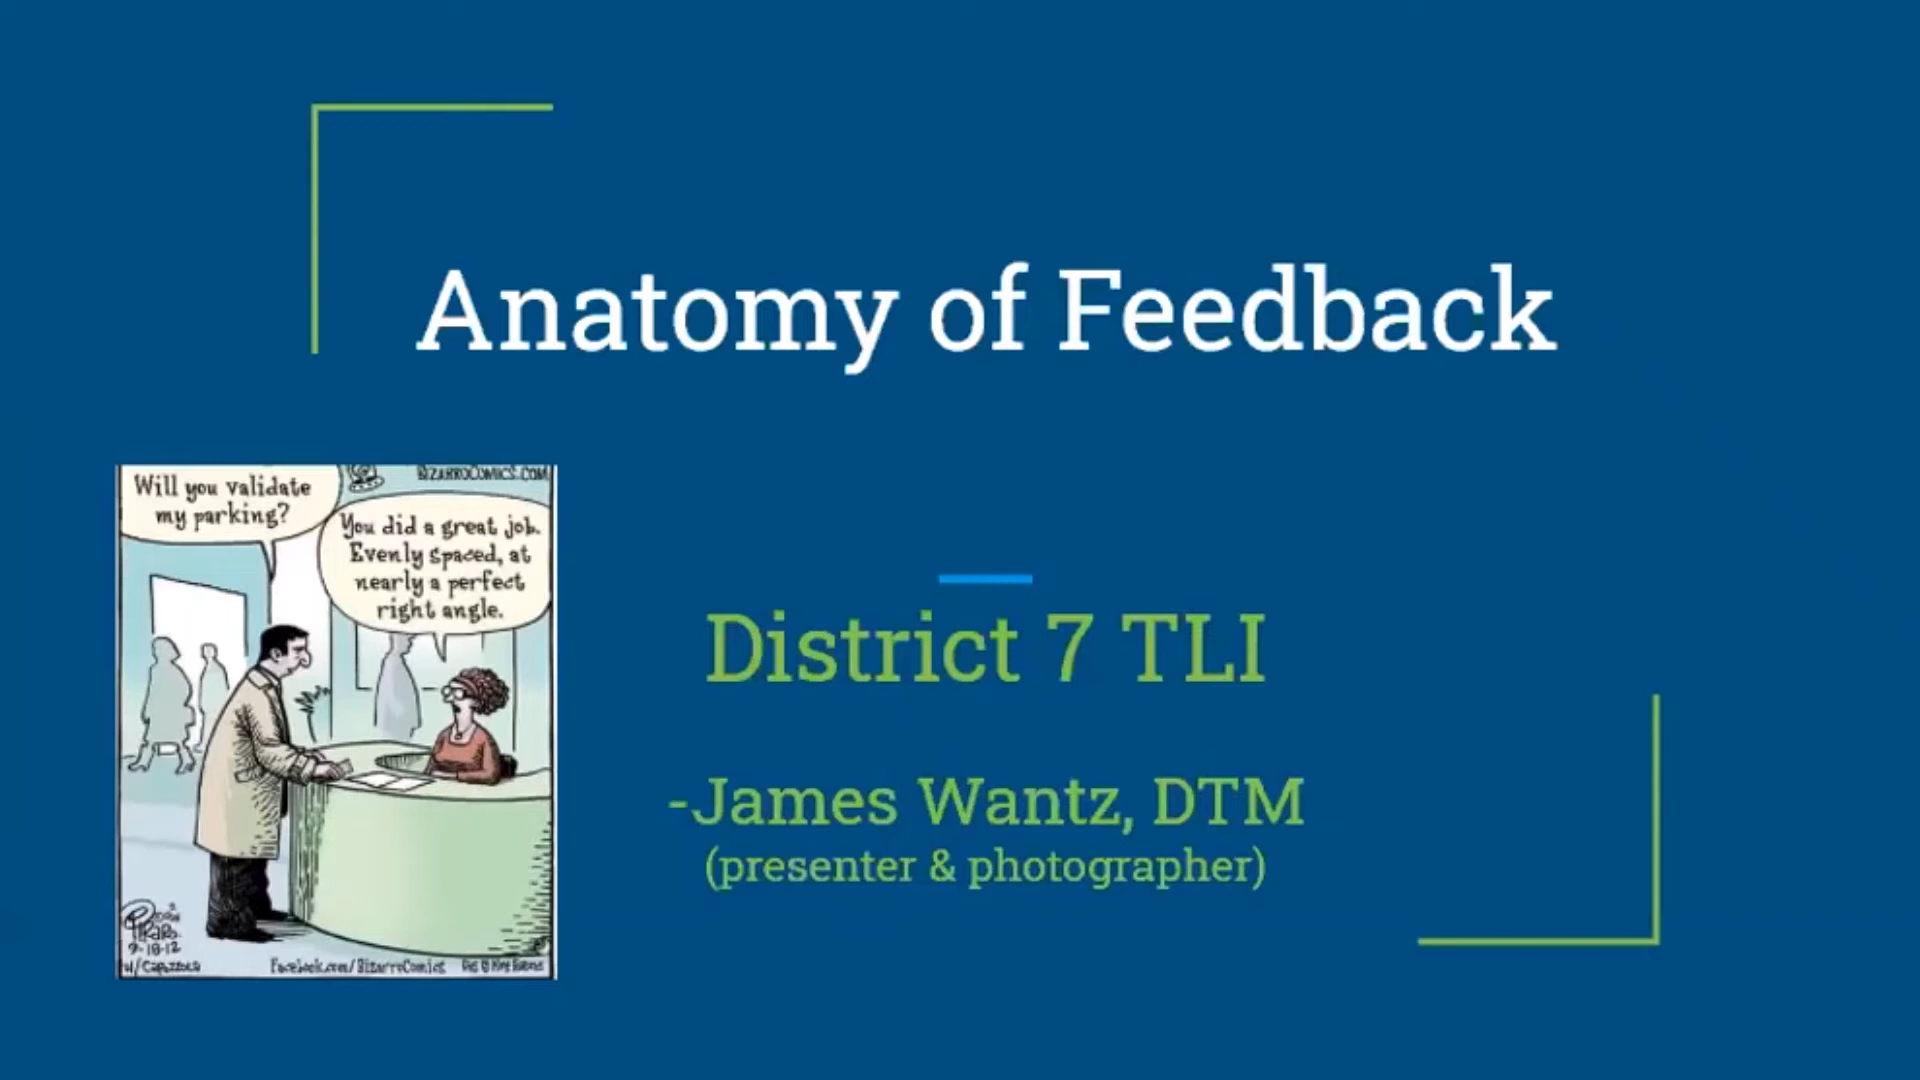 Anatomy of Feedback
Will you validate
my parking?
BIZARROCOMICS.COM
You did a great job.
Evenly spaced, at
nearly a perfect
right angle.
9-18-12
W/CAPOZZOLA
Facebook.com/BizarroComics
District 7 TLI
-James Wantz, DTM
(presenter & photographer)